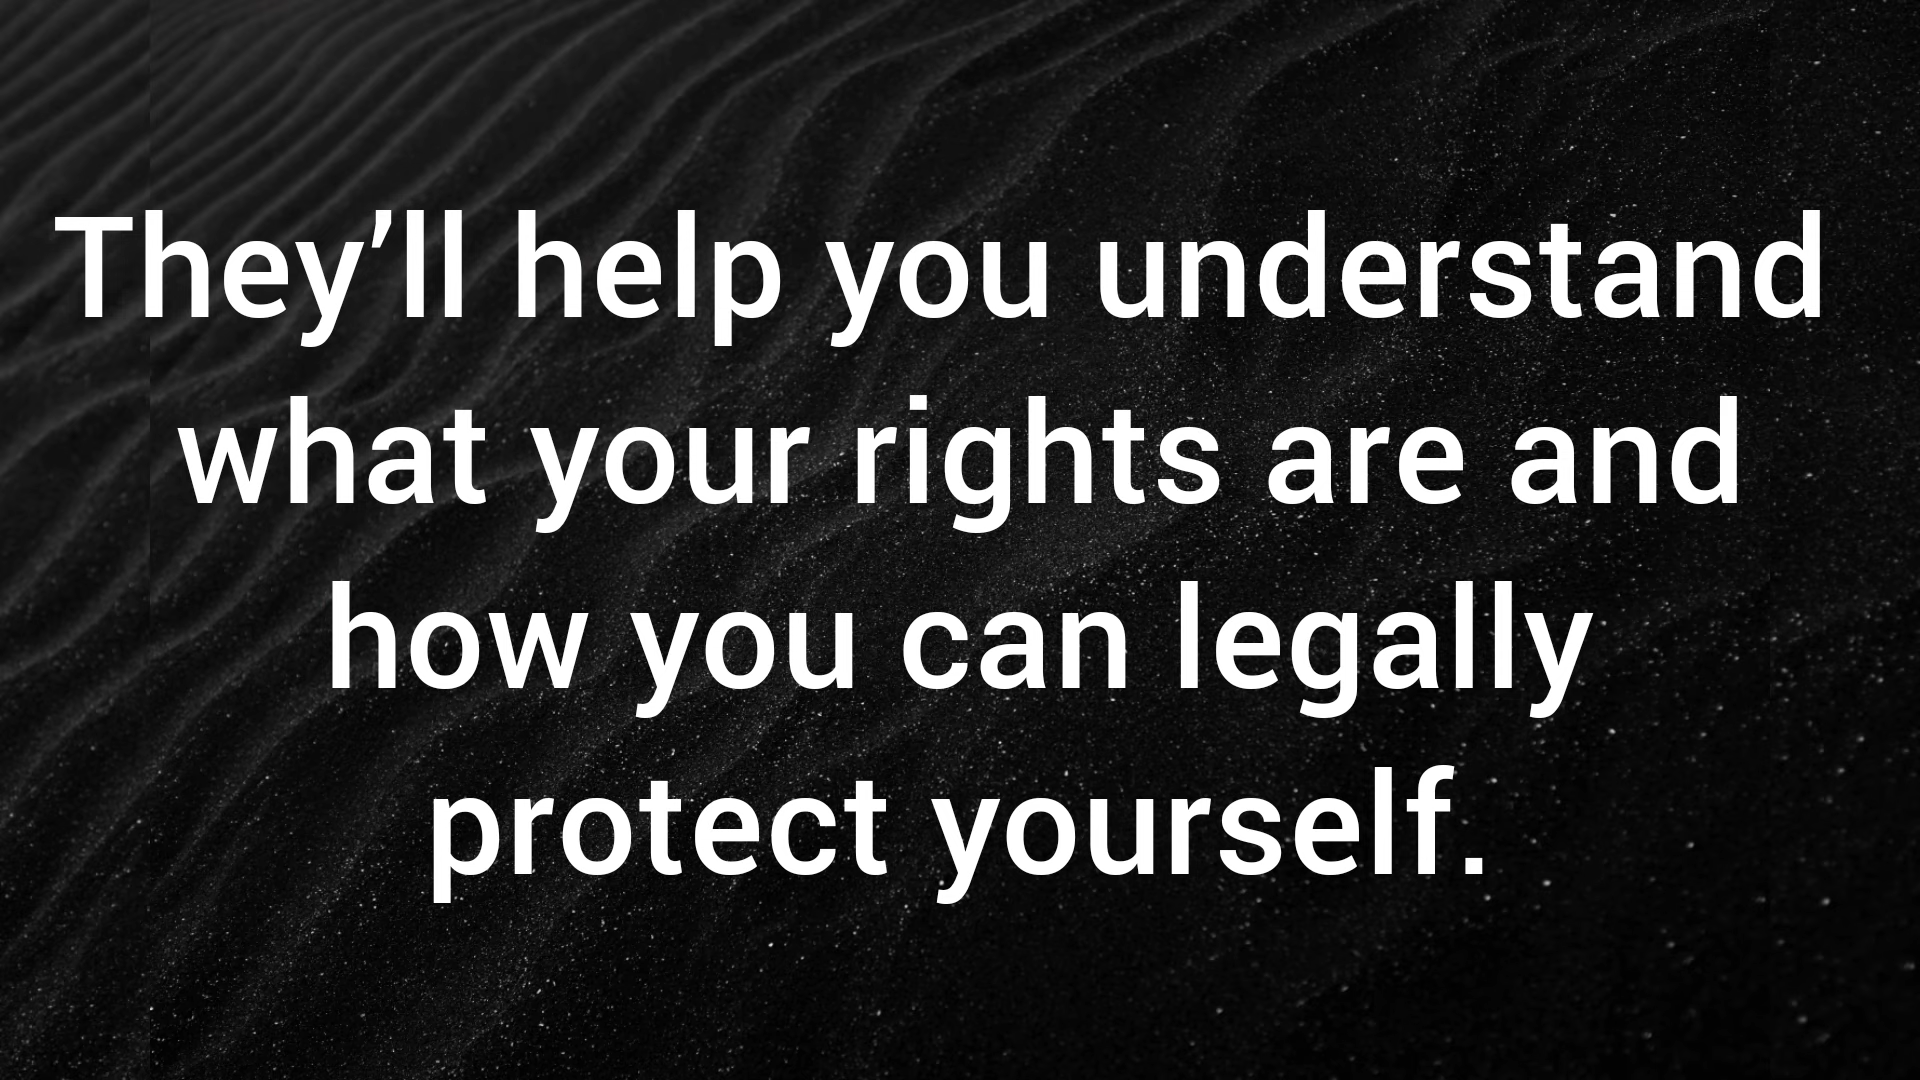 They’ll help you understand
what your rights are and
how you can legally
protect yourself.